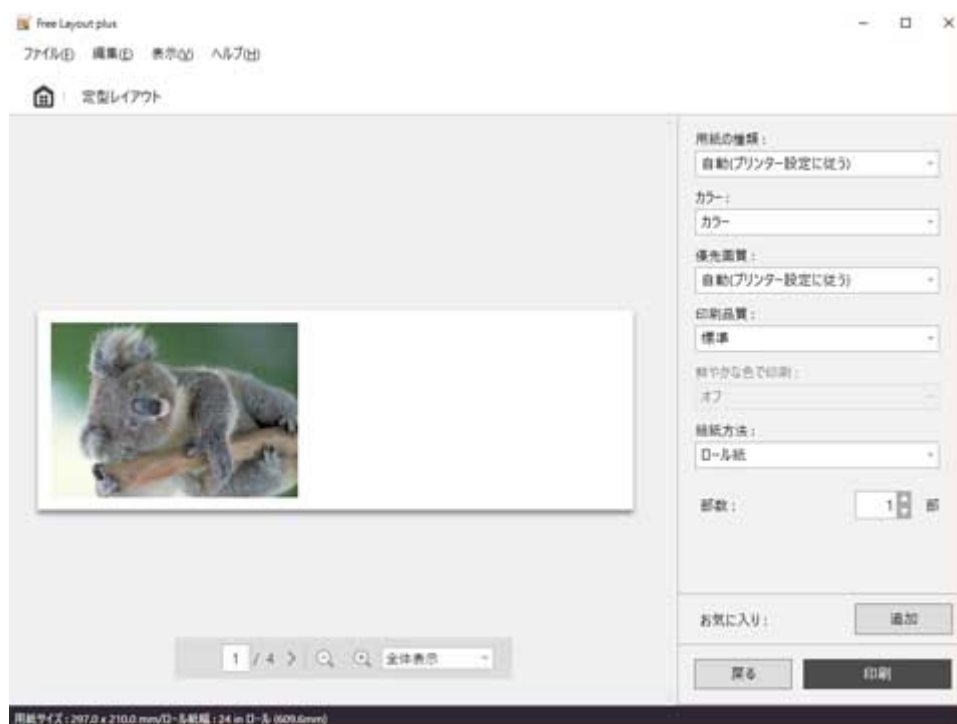 Free Layout plus
ファイル(F) 編集(E) 表示(V) ヘルプ(H)
定型レイアウト
用紙の種類 :
自動(プリンター設定に従う)
カラー :
カラー
優先画質 :
自動(プリンター設定に従う)
印刷品質 :
標準
鮮やかな色で印刷 :
オフ
給紙方法 :
ロール紙
部数 : 1 部
お気に入り : 追加
1 / 4 全体表示
戻る 印刷
用紙サイズ : 297.0 x 210.0 mm/ロール紙幅 : 24 in ロール (609.6mm)